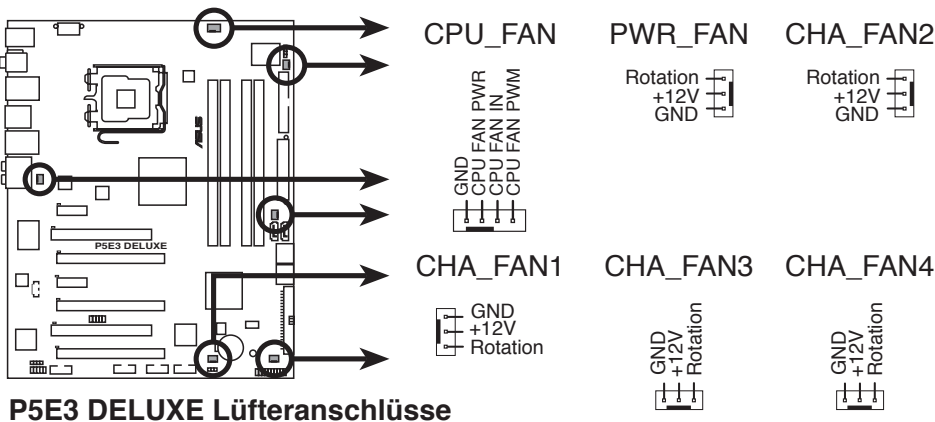 CPU_FAN
PWR_FAN
CHA_FAN2
GND
CPU FAN PWR
CPU FAN IN
CPU FAN PWM
Rotation
+12V
GND
Rotation
+12V
GND
/SUS
P5E3 DELUXE
CHA_FAN1
CHA_FAN3
CHA_FAN4
GND
+12V
Rotation
GND
+12V
Rotation
GND
+12V
Rotation
P5E3 DELUXE Lüfteranschlüsse